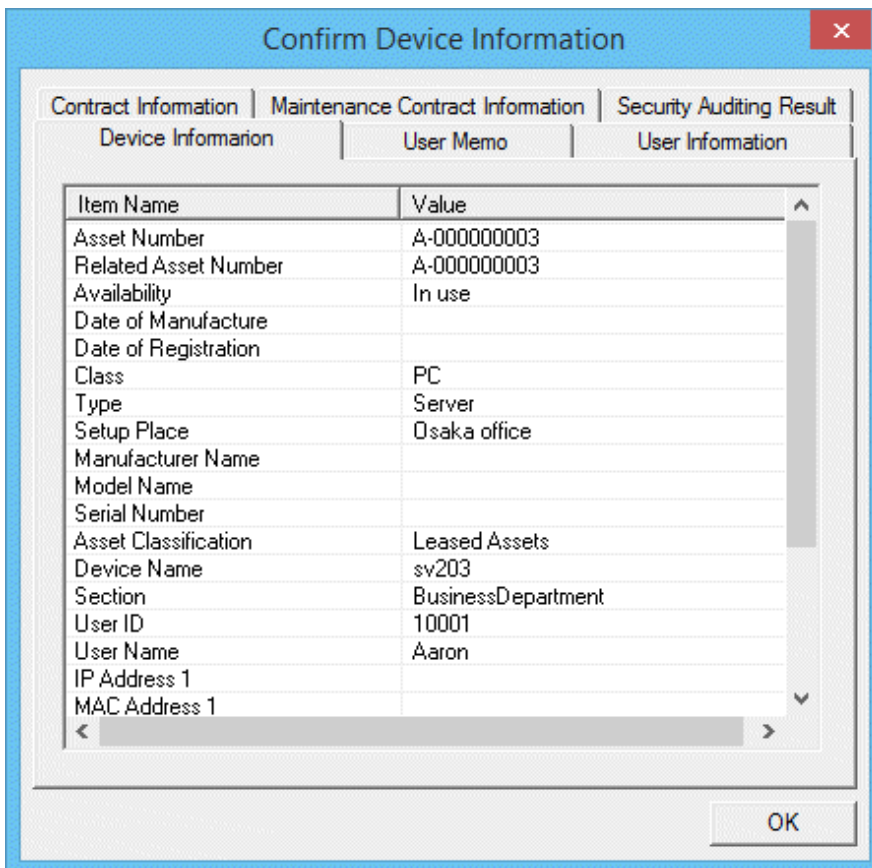 Confirm Device Information
Contract Information Maintenance Contract Information Security Auditing Result
Device Informarion User Memo User Information
Item Name Value
Asset Number A-000000003
Related Asset Number A-000000003
Availability In use
Date of Manufacture
Date of Registration
Class PC
Type Server
Setup Place Osaka office
Manufacturer Name
Model Name
Serial Number
Asset Classification Leased Assets
Device Name sv203
Section BusinessDepartment
User ID 10001
User Name Aaron
IP Address 1
MAC Address 1
OK